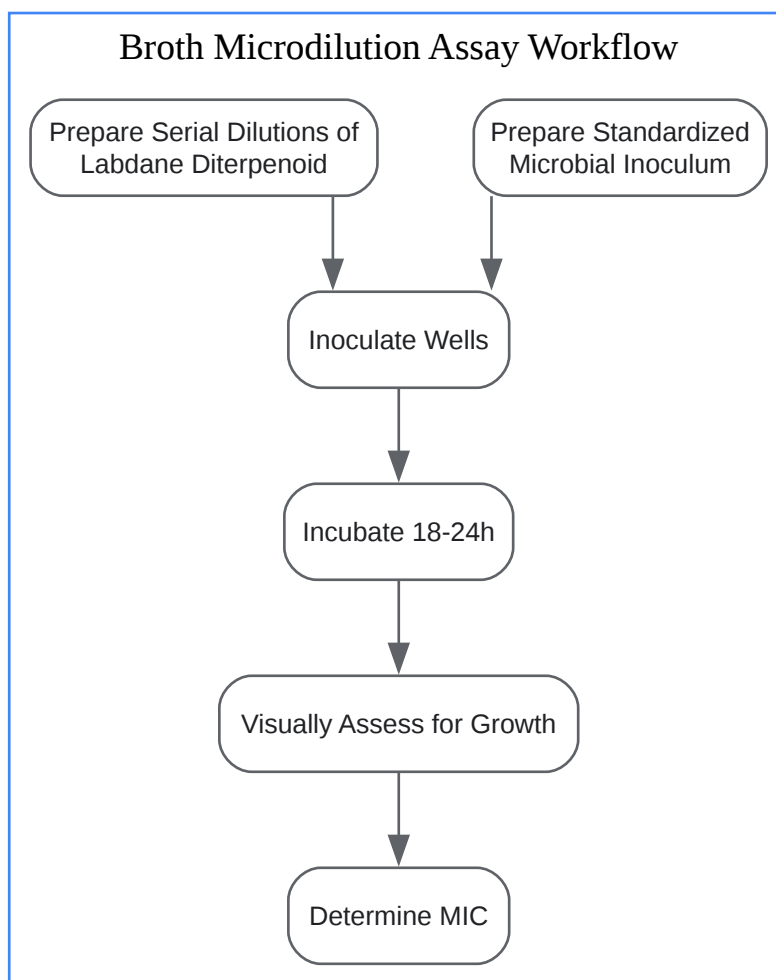 Broth Microdilution Assay Workflow
Prepare Serial Dilutions of
Labdane Diterpenoid
Prepare Standardized
Microbial Inoculum
Inoculate Wells
Incubate 18-24h
Visually Assess for Growth
Determine MIC